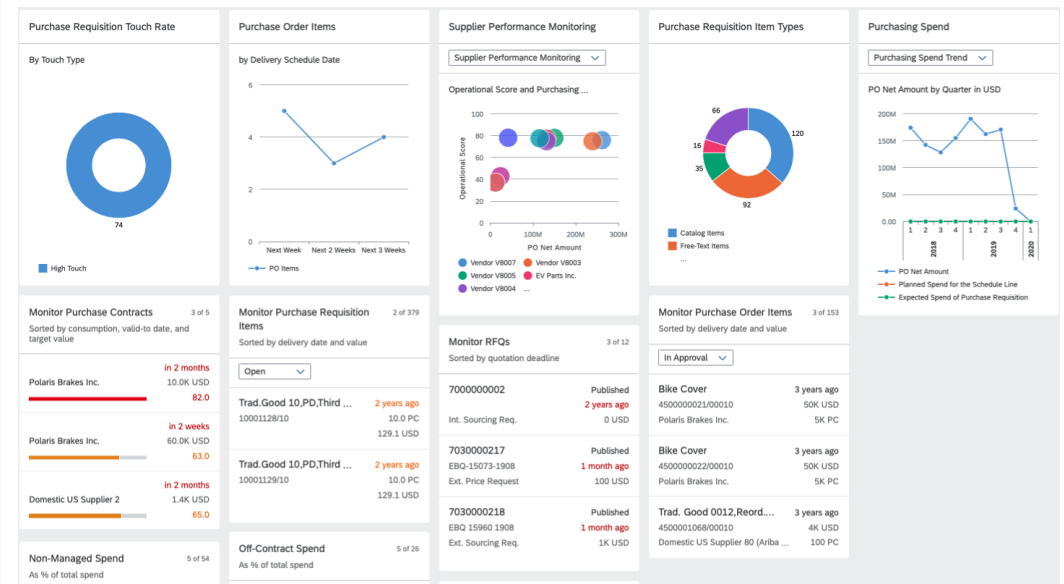 Purchase Requisition Touch Rate
By Touch Type
74
High Touch
Purchase Order Items
by Delivery Schedule Date
6
4
2
0
Next Week Next 2 Weeks Next 3 Weeks
PO Items
Supplier Performance Monitoring
Supplier Performance Monitoring
Operational Score and Purchasing ...
Operational Score
100
80
60
40
20
0
0 100M 200M 300M
PO Net Amount
Vendor V8007 Vendor V8003
Vendor V8005 EV Parts Inc.
Vendor V8004 ...
Purchase Requisition Item Types
66
120
16
35
92
Catalog Items
Free-Text Items
...
Purchasing Spend
Purchasing Spend Trend
PO Net Amount by Quarter in USD
200M
150M
100M
50M
0.00
1 2 3 4 1 2 3 4 1
2018 2019 2020
PO Net Amount
Planned Spend for the Schedule Line
Expected Spend of Purchase Requisition
Monitor Purchase Contracts 3 of 5
Sorted by consumption, valid-to date, and
target value
in 2 months
Polaris Brakes Inc. 10.0K USD
82.0
in 2 weeks
Polaris Brakes Inc. 60.0K USD
63.0
in 2 months
Domestic US Supplier 2 1.4K USD
65.0
Monitor Purchase Requisition 2 of 379
Items
Sorted by delivery date and value
Open
Trad.Good 10,PD,Third ... 2 years ago
10001128/10 10.0 PC
129.1 USD
Trad.Good 10,PD,Third ... 2 years ago
10001129/10 10.0 PC
129.1 USD
Monitor RFQs 3 of 12
Sorted by quotation deadline
7000000002 Published
2 years ago
Int. Sourcing Req. 0 USD
7030000217 Published
EBQ-15073-1908 1 month ago
Ext. Price Request 100 USD
7030000218 Published
EBQ 15960 1908 1 month ago
Ext. Sourcing Req. 1K USD
Monitor Purchase Order Items 3 of 153
Sorted by delivery date and value
In Approval
Bike Cover 3 years ago
4500000021/00010 50K USD
Polaris Brakes Inc. 5K PC
Bike Cover 3 years ago
4500000022/00010 50K USD
Polaris Brakes Inc. 5K PC
Trad. Good 0012,Reord.... 3 years ago
4500001068/00010 4K USD
Domestic US Supplier 80 (Ariba ... 100 PC
Non-Managed Spend 5 of 54
As % of total spend
Off-Contract Spend 5 of 26
As % of total spend